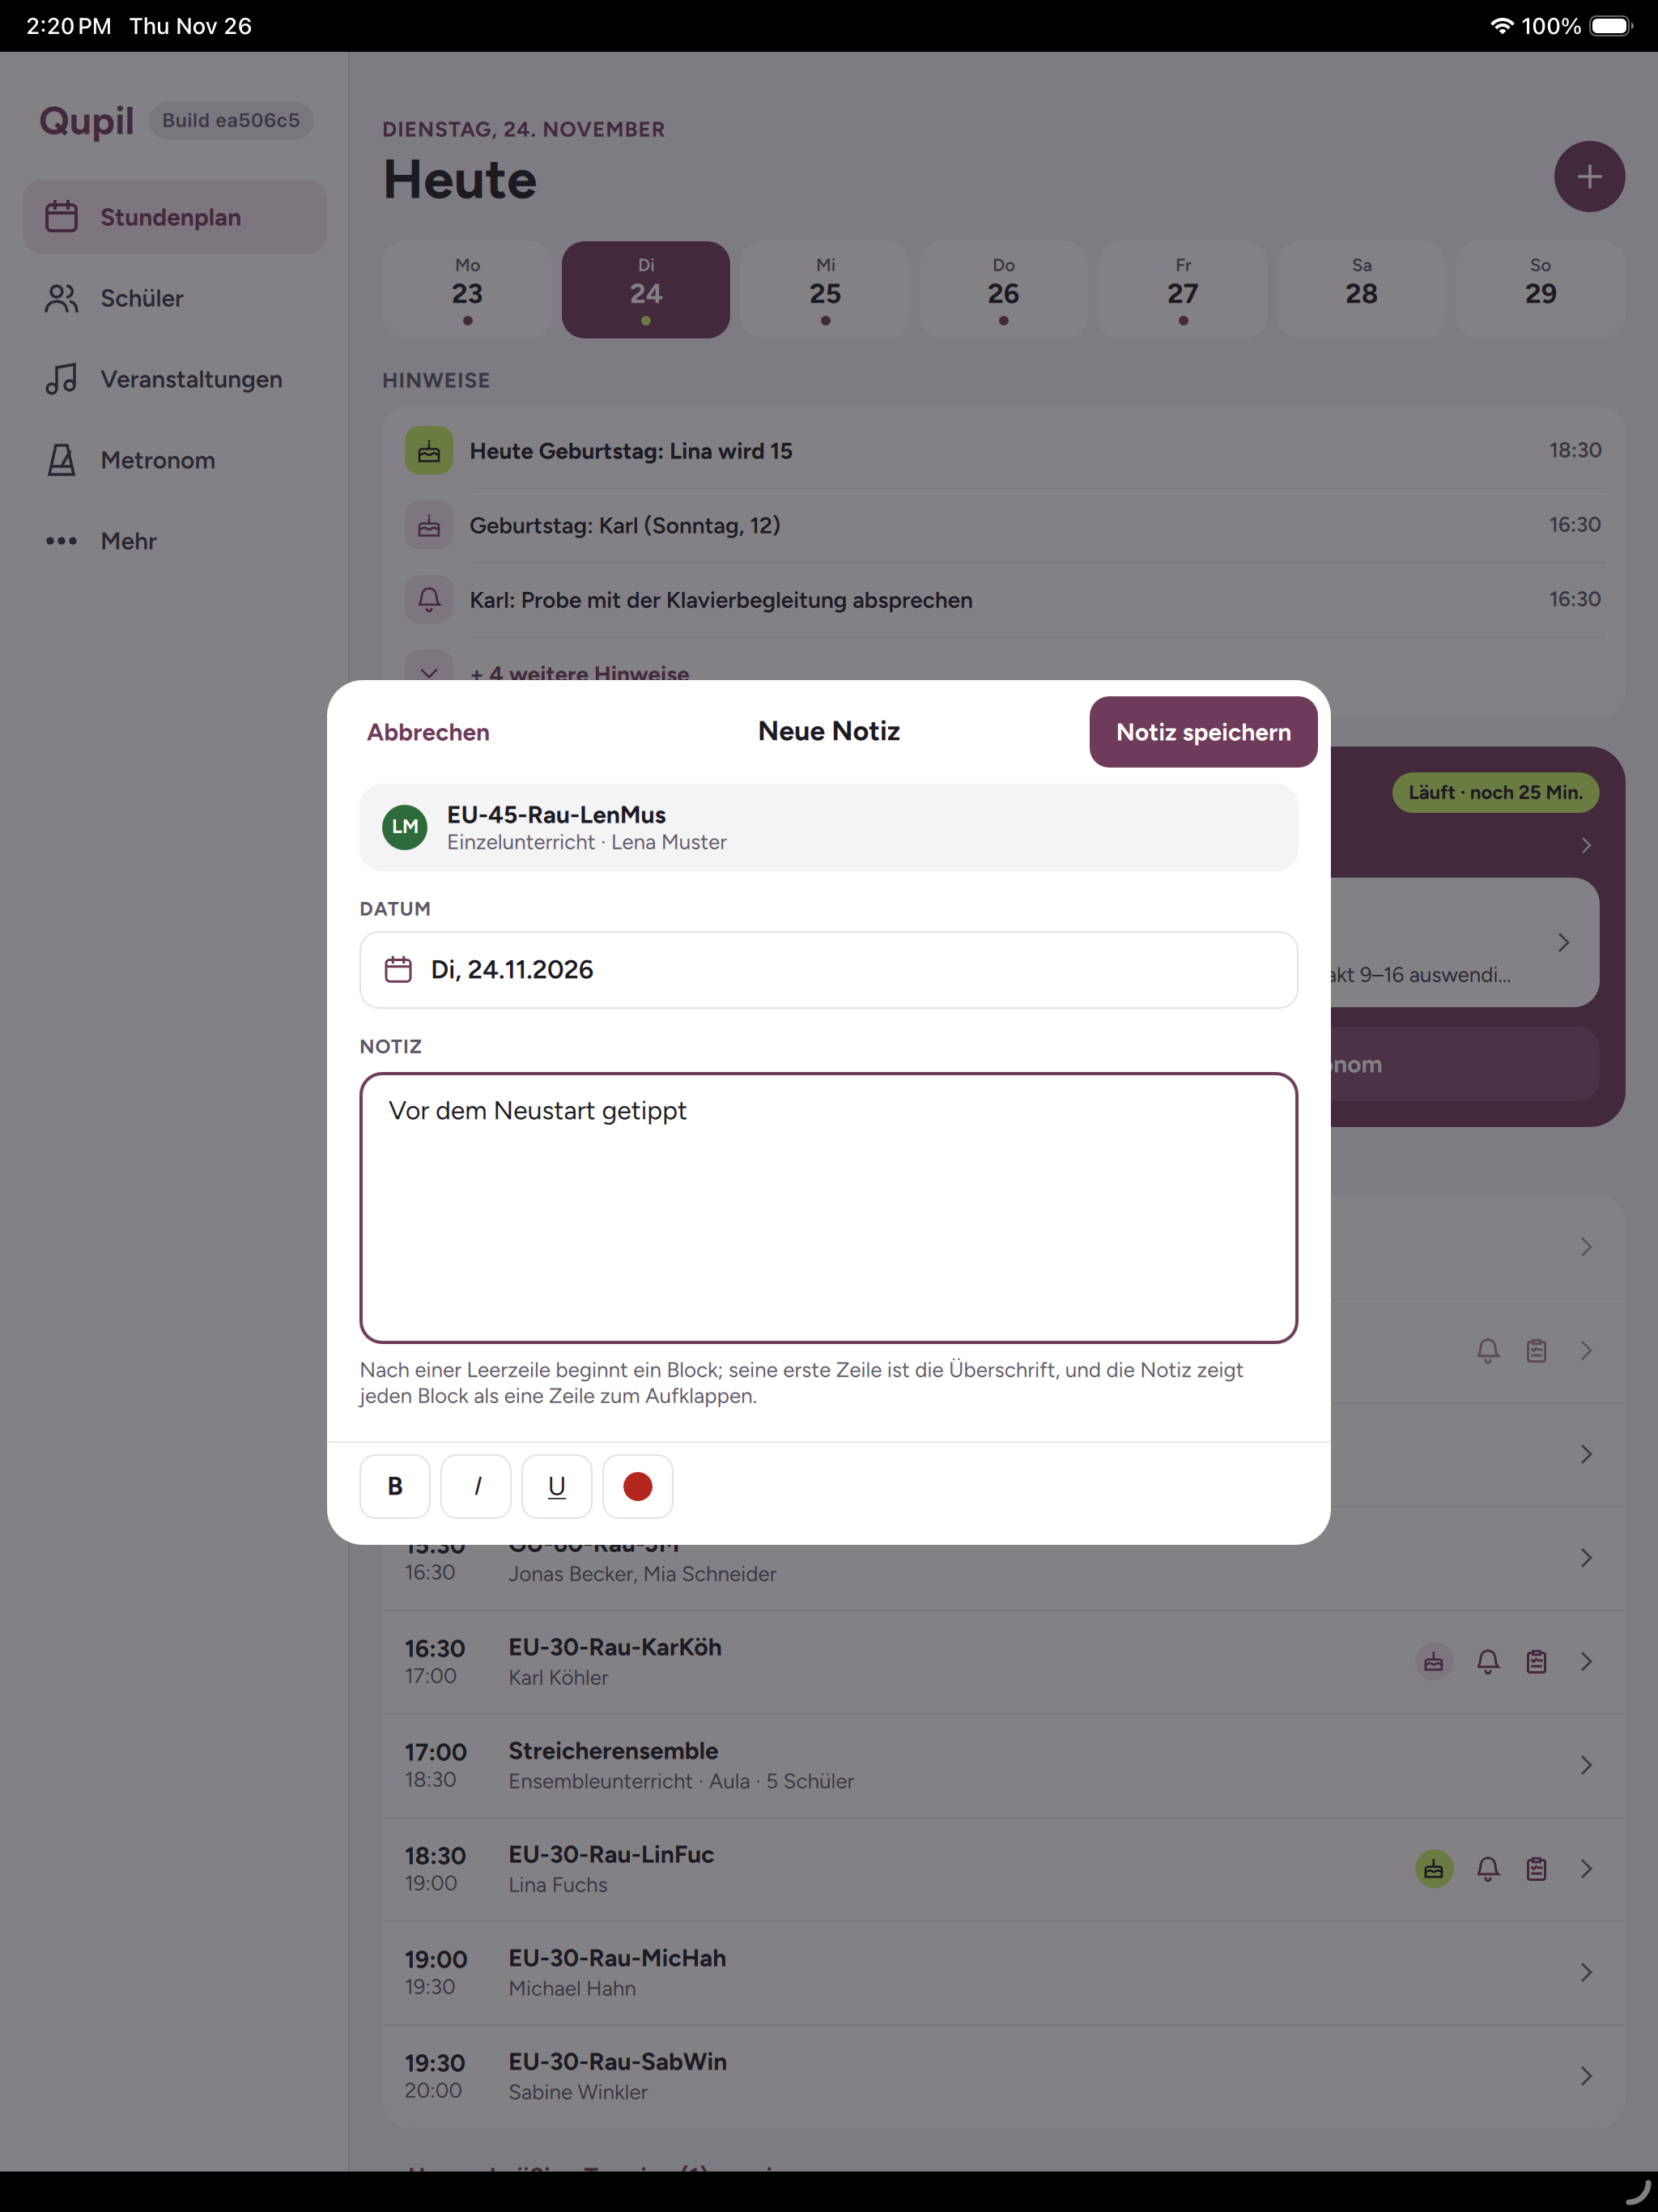 2:20 PM Thu Nov 26
100%
Qupil
Build ea506c5
Stundenplan
Schüler
Veranstaltungen
Metronom
Mehr
DIENSTAG, 24. NOVEMBER
Heute
Mo
23
Di
24
Mi
25
Do
26
Fr
27
Sa
28
So
29
HINWEISE
Heute Geburtstag: Lina wird 15
18:30
Geburtstag: Karl (Sonntag, 12)
16:30
Karl: Probe mit der Klavierbegleitung absprechen
16:30
+ 4 weitere Hinweise
Läuft · noch 25 Min.
9–16 auswendi...
Abbrechen
Neue Notiz
Notiz speichern
LM
EU-45-Rau-LenMus
Einzelunterricht · Lena Muster
DATUM
Di, 24.11.2026
NOTIZ
Vor dem Neustart getippt
Nach einer Leerzeile beginnt ein Block; seine erste Zeile ist die Überschrift, und die Notiz zeigt
jeden Block als eine Zeile zum Aufklappen.
B
I
U
16:30
Jonas Becker, Mia Schneider
16:30
EU-30-Rau-KarKöh
17:00
Karl Köhler
17:00
Streicherensemble
18:30
Ensembleunterricht · Aula · 5 Schüler
18:30
EU-30-Rau-LinFuc
19:00
Lina Fuchs
19:00
EU-30-Rau-MicHah
19:30
Michael Hahn
19:30
EU-30-Rau-SabWin
20:00
Sabine Winkler